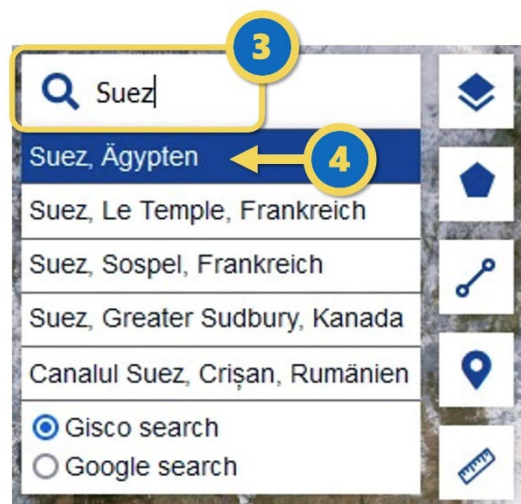 3
Suez
Suez, Ägypten
4
Suez, Le Temple, Frankreich
Suez, Sospel, Frankreich
Suez, Greater Sudbury, Kanada
Canalul Suez, Crișan, Rumänien
Gisco search
Google search